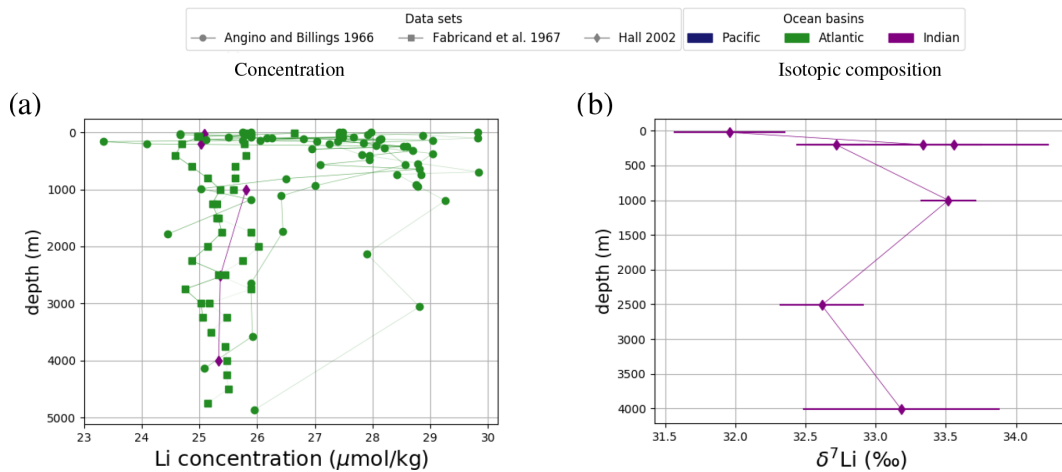 Data sets
Ocean basins
Angino and Billings 1966
Fabricand et al. 1967
Hall 2002
Pacific
Atlantic
Indian
Concentration
Isotopic composition
(a)
(b)
0
1000
2000
3000
4000
5000
depth (m)
23 24 25 26 27 28 29 30
Li concentration (μmol/kg)
0
500
1000
1500
2000
2500
3000
3500
4000
depth (m)
31.5 32.0 32.5 33.0 33.5 34.0
δ⁷Li (‰)